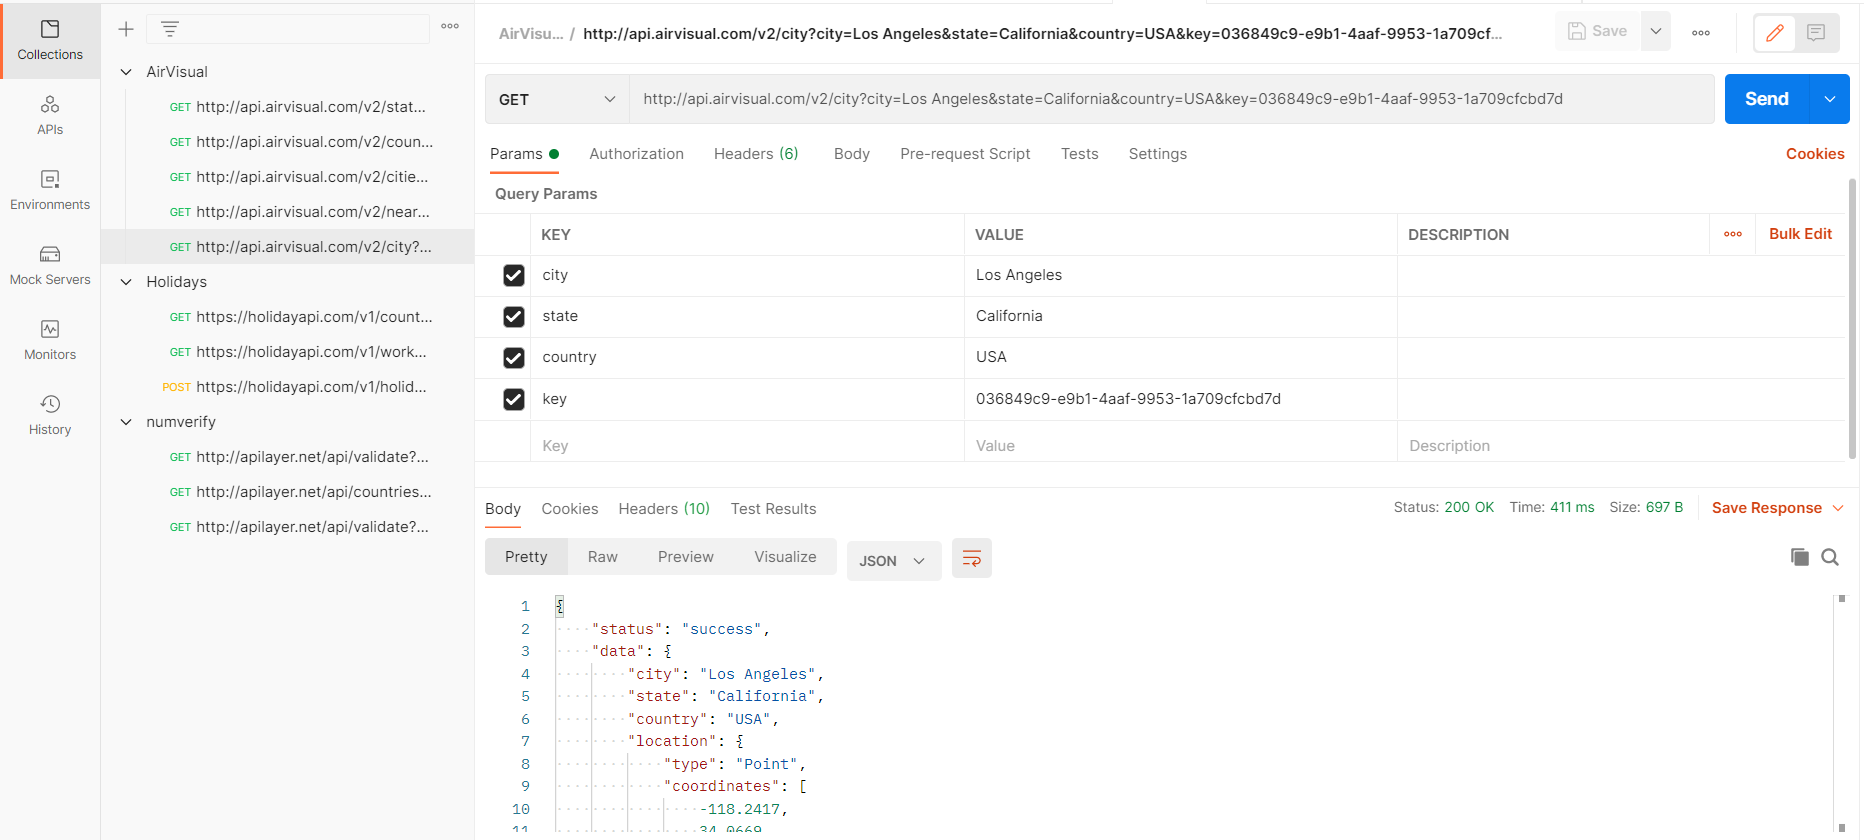 Collections
APIs
Environments
Mock Servers
Monitors
History
AirVisual
GET http://api.airvisual.com/v2/stat...
GET http://api.airvisual.com/v2/coun...
GET http://api.airvisual.com/v2/citie...
GET http://api.airvisual.com/v2/near...
GET http://api.airvisual.com/v2/city?...
Holidays
GET https://holidayapi.com/v1/count...
GET https://holidayapi.com/v1/work...
POST https://holidayapi.com/v1/holid...
numverify
GET http://apilayer.net/api/validate?...
GET http://apilayer.net/api/countries...
GET http://apilayer.net/api/validate?...
AirVisu... / http://api.airvisual.com/v2/city?city=Los Angeles&state=California&country=USA&key=036849c9-e9b1-4aaf-9953-1a709cf... Save
GET http://api.airvisual.com/v2/city?city=Los Angeles&state=California&country=USA&key=036849c9-e9b1-4aaf-9953-1a709cfcbd7d Send
Params Authorization Headers (6) Body Pre-request Script Tests Settings Cookies
Query Params
KEY VALUE DESCRIPTION Bulk Edit
city Los Angeles
state California
country USA
key 036849c9-e9b1-4aaf-9953-1a709cfcbd7d
Key Value Description
Body Cookies Headers (10) Test Results Status: 200 OK Time: 411 ms Size: 697 B Save Response
Pretty Raw Preview Visualize JSON
1 {
2 "status": "success",
3 "data": {
4 "city": "Los Angeles",
5 "state": "California",
6 "country": "USA",
7 "location": {
8 "type": "Point",
9 "coordinates": [
10 -118.2417,
11 34.0669